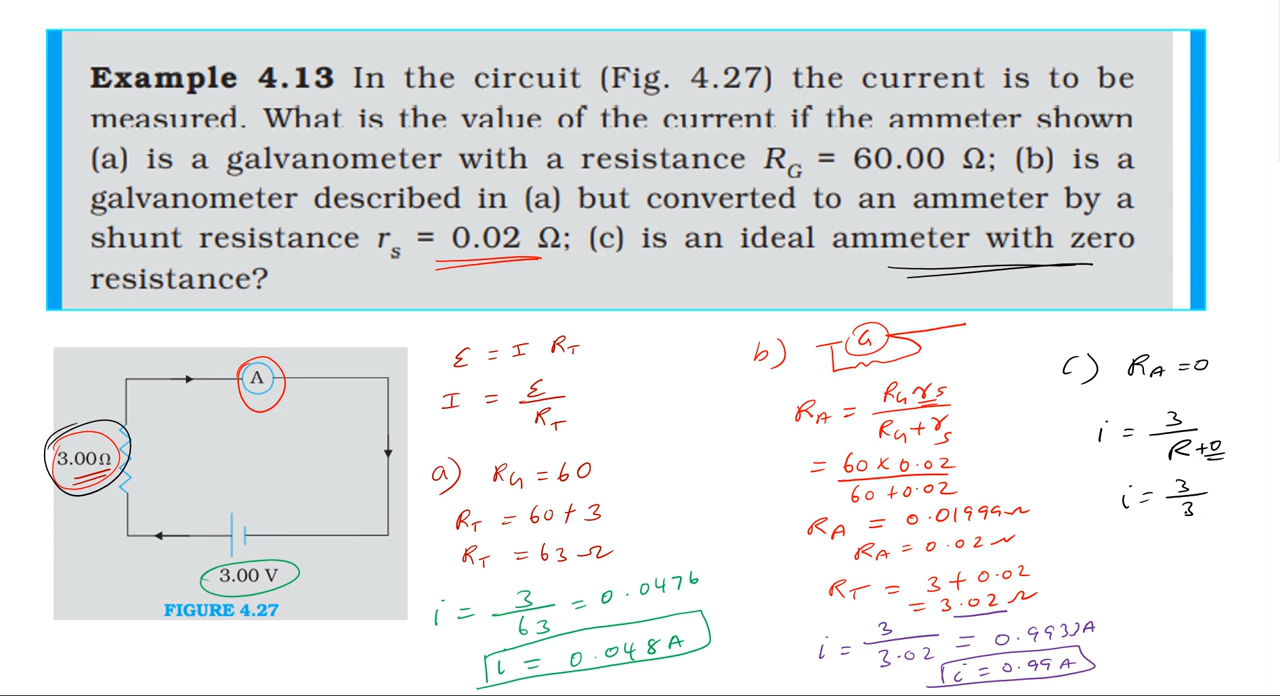 Example 4.13 In the circuit (Fig. 4.27) the current is to be
measured. What is the value of the current if the ammeter shown
(a) is a galvanometer with a resistance R_G = 60.00 Ω; (b) is a
galvanometer described in (a) but converted to an ammeter by a
shunt resistance r_s = 0.02 Ω; (c) is an ideal ammeter with zero
resistance?
A
3.00Ω
3.00 V
FIGURE 4.27
ε = I R_T
I = ε/R_T
a) R_G = 60
R_T = 60 + 3
R_T = 63 Ω
i = 3/63 = 0.0476
i = 0.048 A
b) G
R_A = R_G r_s / R_G + r_s
= 60 × 0.02 / 60 + 0.02
R_A = 0.01999 Ω
R_A = 0.02 Ω
R_T = 3 + 0.02
= 3.02 Ω
i = 3/3.02 = 0.993 A
i = 0.99 A
c) R_A = 0
i = 3/R+0
i = 3/3